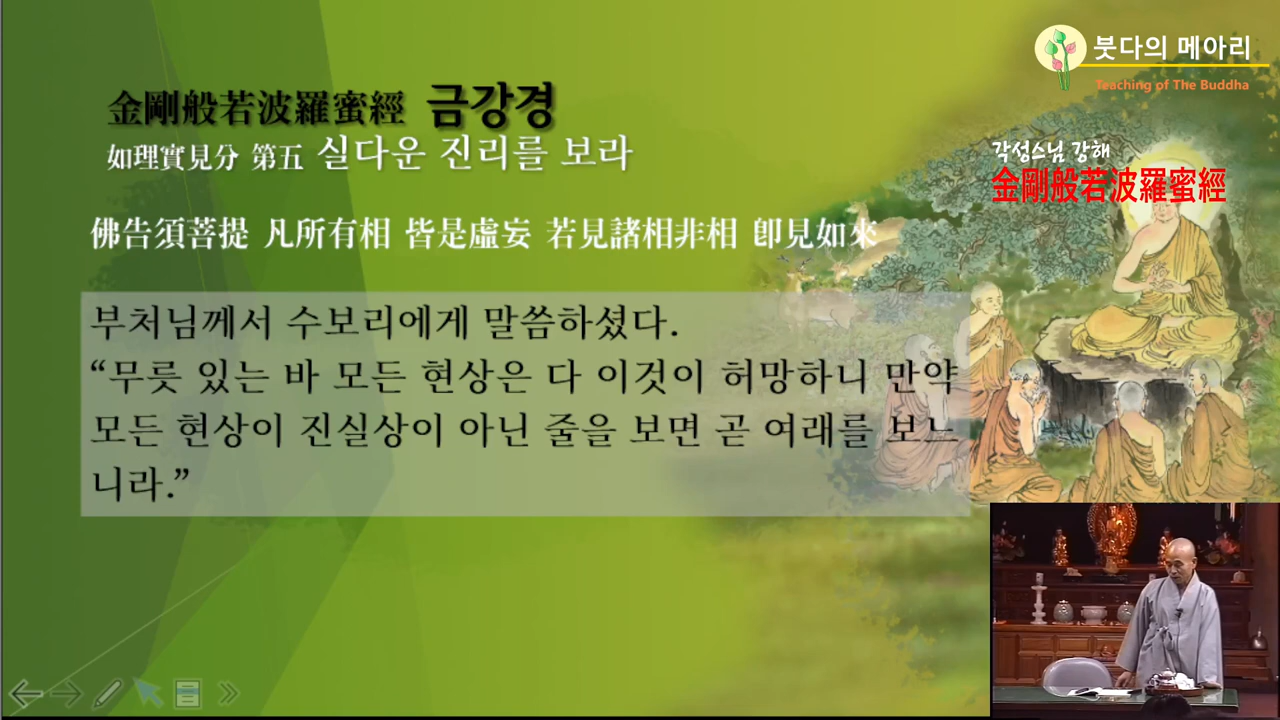 붓다의 메아리
Teaching of The Buddha
각성스님 강해
金剛般若波羅蜜經
金剛般若波羅蜜經 금강경
如理實見分 第五 실다운 진리를 보라
佛告須菩提 凡所有相 皆是虛妄 若見諸相非相 卽見如來
부처님께서 수보리에게 말씀하셨다.
“무릇 있는 바 모든 현상은 다 이것이 허망하니 만약
모든 현상이 진실상이 아닌 줄을 보면 곧 여래를 보느
니라.”